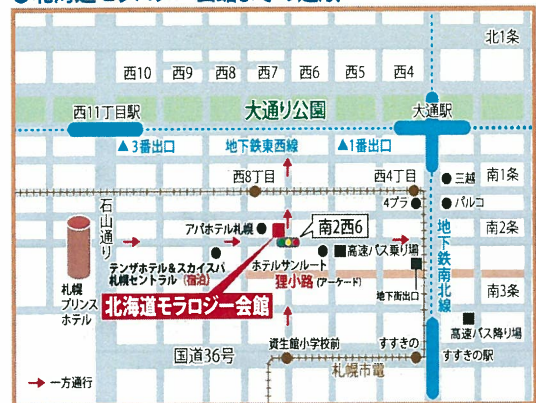 北1条
西10 西9 西8 西7 西6 西5 西4
西11丁目駅
大通り公園
大通駅
▲3番出口
地下鉄東西線
▲1番出口
西8丁目
西4丁目
南1条
三越
4プラ
パルコ
石山通り
アパホテル札幌
南2西6
南2条
地下鉄南北線
テンザホテル&スカイスパ
札幌セントラル(宿泊)
ホテルサンルート
高速バス乗り場
狸小路(アーケード)
地下街出口
南3条
札幌
プリンス
ホテル
北海道モラロジー会館
高速バス降り場
国道36号
資生館小学校前
すすきの
すすきの駅
札幌市電
→一方通行